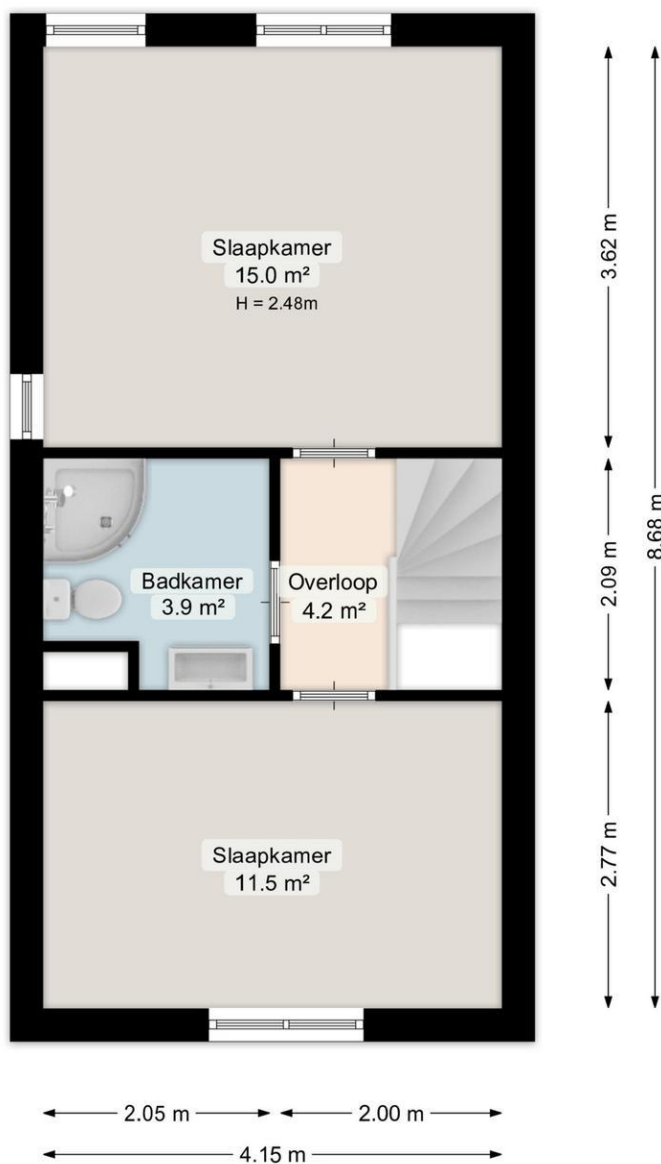 Slaapkamer
15.0 m²
H = 2.48m
3.62 m
8.68 m
2.09 m
Badkamer
3.9 m²
Overloop
4.2 m²
2.77 m
Slaapkamer
11.5 m²
2.05 m
2.00 m
4.15 m